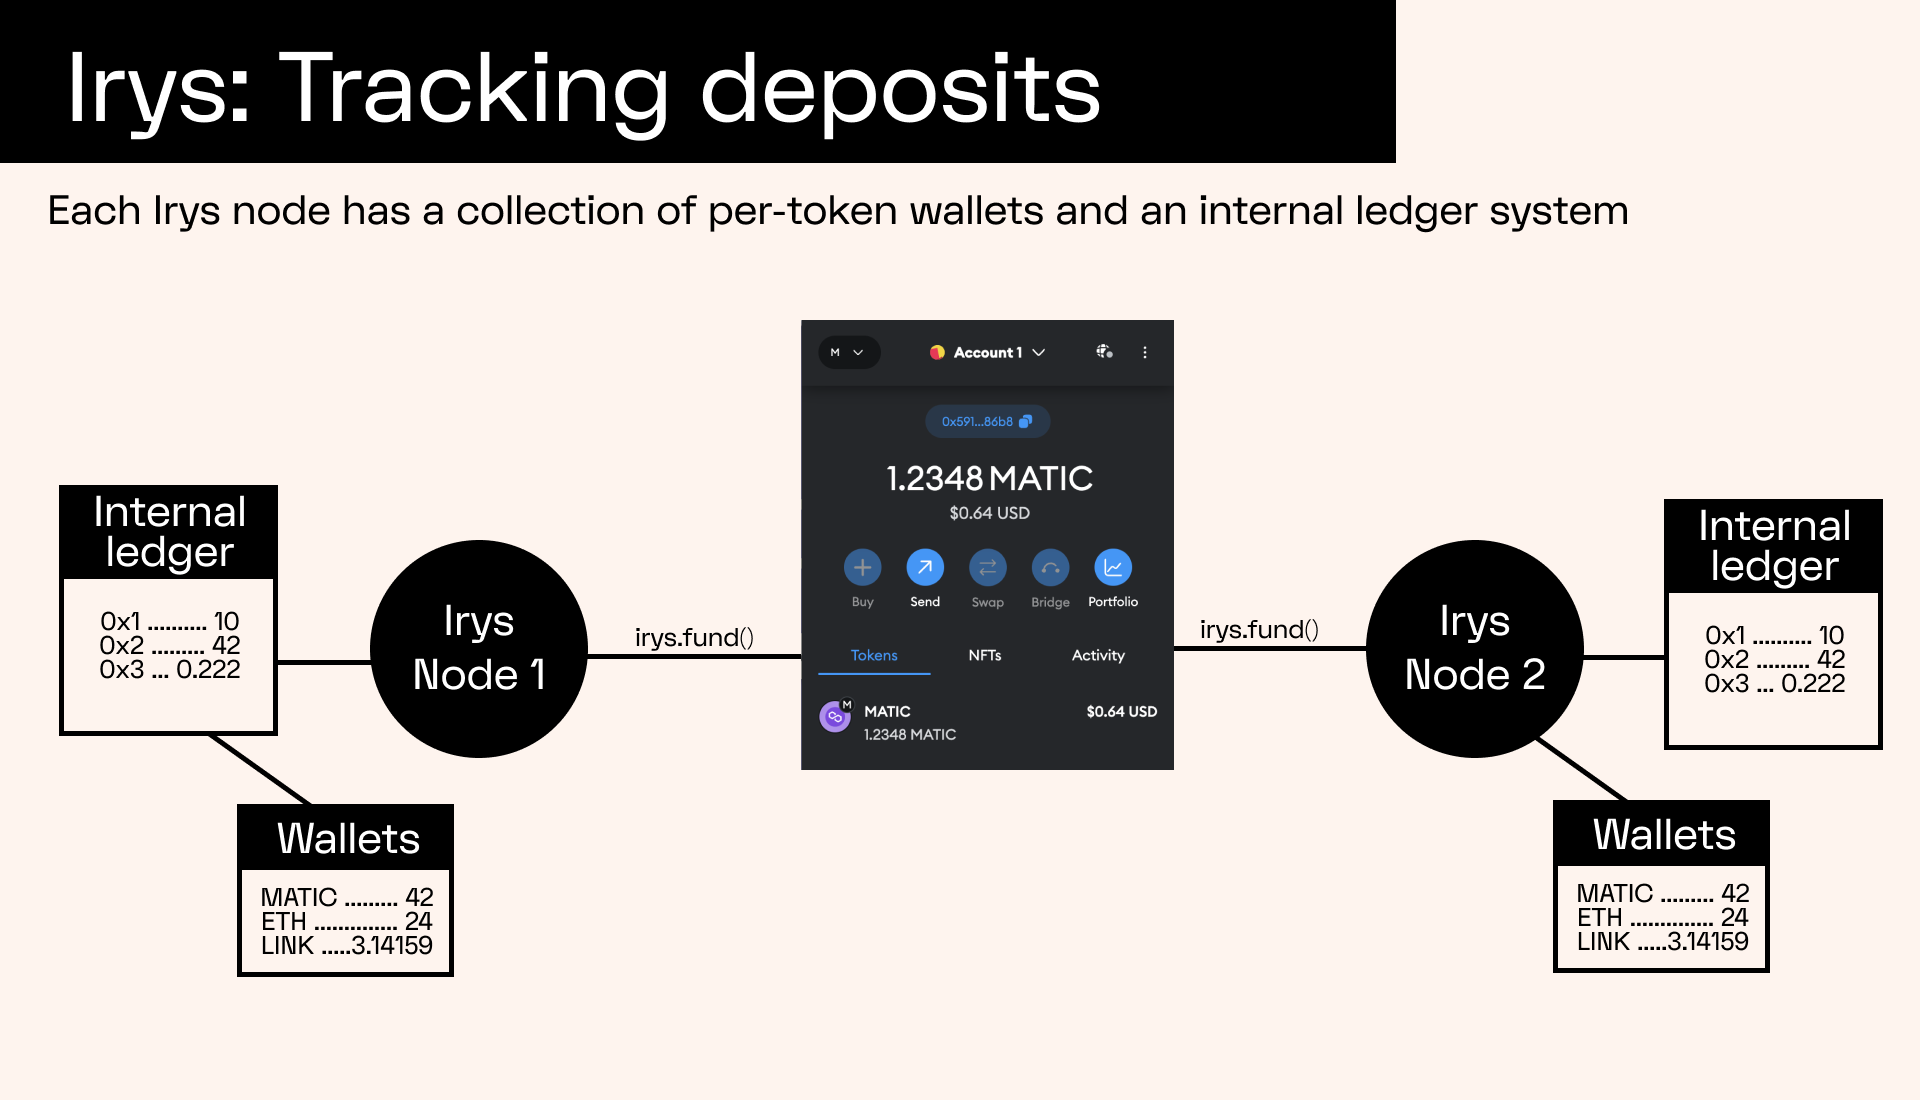 Irys: Tracking deposits
Each Irys node has a collection of per-token wallets and an internal ledger system
Internal
ledger
0x1 .......... 10
0x2 ......... 42
0x3 ... 0.222
Irys
Node 1
Wallets
MATIC ......... 42
ETH .............. 24
LINK .....3.14159
irys.fund()
M
Account 1
0x591...86b8
1.2348 MATIC
$0.64 USD
Buy
Send
Swap
Bridge
Portfolio
Tokens
NFTs
Activity
M
MATIC
$0.64 USD
1.2348 MATIC
irys.fund()
Irys
Node 2
Internal
ledger
0x1 .......... 10
0x2 ......... 42
0x3 ... 0.222
Wallets
MATIC ......... 42
ETH .............. 24
LINK .....3.14159